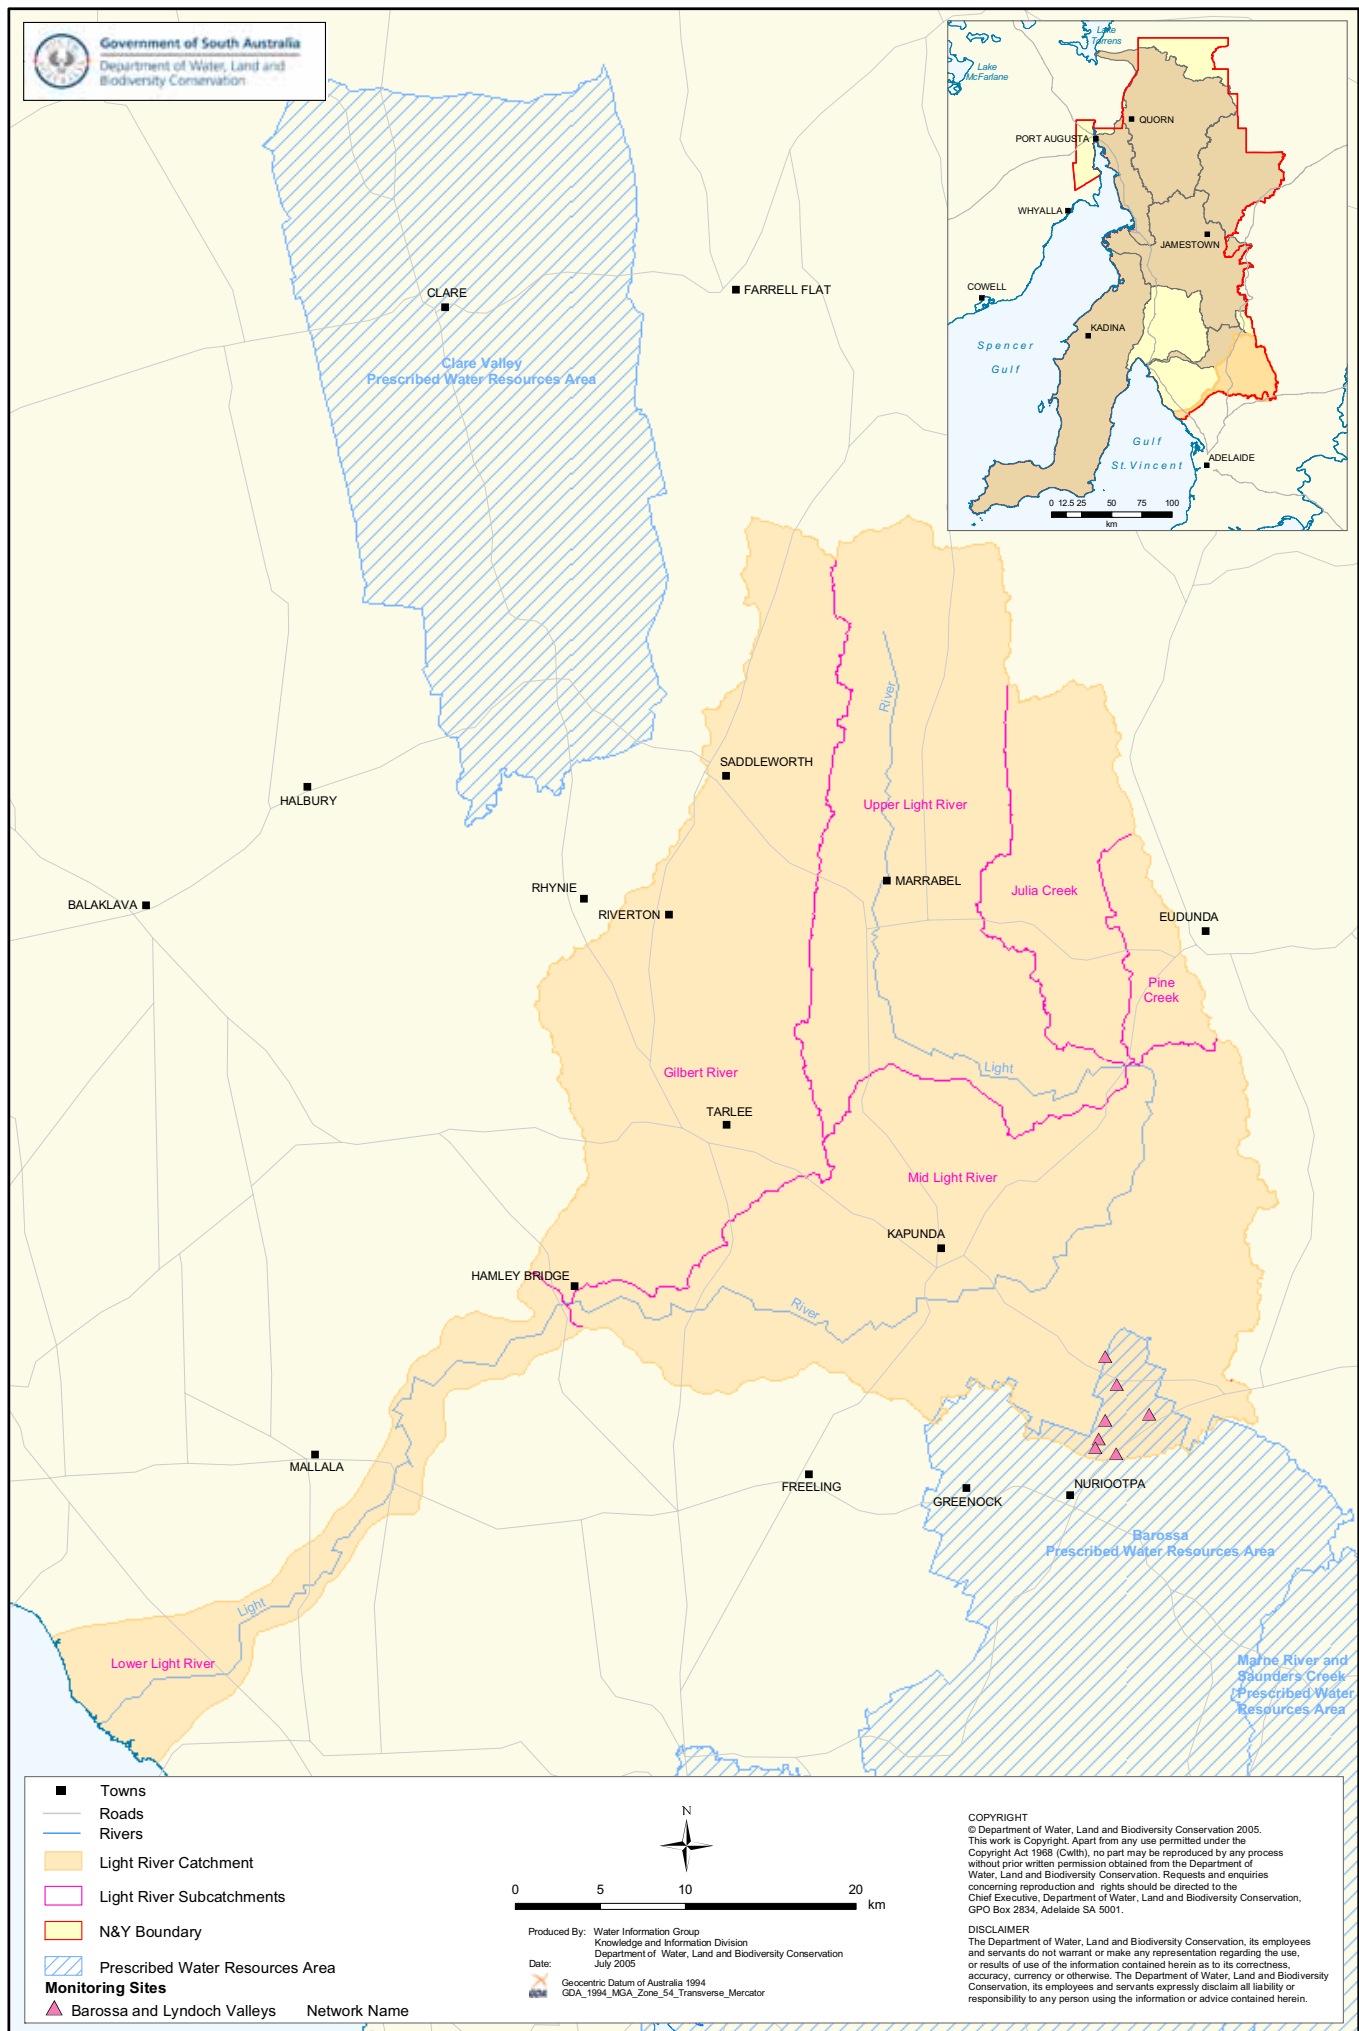 Government of South Australia
Department of Water, Land and
Biodiversity Conservation
Lake
Torrens
Lake
McFarlane
QUORN
PORT AUGUSTA
WHYALLA
JAMESTOWN
COWELL
KADINA
Spencer
Gulf
Gulf
St. Vincent
ADELAIDE
0 12.5 25 50 75 100
km
CLARE
FARRELL FLAT
Clare Valley
Prescribed Water Resources Area
River
SADDLEWORTH
HALBURY
Upper Light River
MARRABEL
RHYNIE
Julia Creek
BALAKLAVA
RIVERTON
EUDUNDA
Pine
Creek
Light
Gilbert River
TARLEE
Mid Light River
KAPUNDA
HAMLEY BRIDGE
River
MALLALA
FREELING
NURIOOTPA
GREENOCK
Barossa
Prescribed Water Resources Area
Light
Lower Light River
Marne River and
Saunders Creek
Prescribed Water
Resources Area
Towns
Roads
Rivers
Light River Catchment
Light River Subcatchments
N&Y Boundary
Prescribed Water Resources Area
Monitoring Sites
Barossa and Lyndoch Valleys Network Name
N
0 5 10 20
km
Produced By: Water Information Group
Knowledge and Information Division
Department of Water, Land and Biodiversity Conservation
Date: July 2005
GDA
Geocentric Datum of Australia 1994
GDA_1994_MGA_Zone_54_Transverse_Mercator
COPYRIGHT
© Department of Water, Land and Biodiversity Conservation 2005.
This work is Copyright. Apart from any use permitted under the
Copyright Act 1968 (Cwlth), no part may be reproduced by any process
without prior written permission obtained from the Department of
Water, Land and Biodiversity Conservation. Requests and enquiries
concerning reproduction and rights should be directed to the
Chief Executive, Department of Water, Land and Biodiversity Conservation,
GPO Box 2834, Adelaide SA 5001.
DISCLAIMER
The Department of Water, Land and Biodiversity Conservation, its employees
and servants do not warrant or make any representation regarding the use,
or results of use of the information contained herein as to its correctness,
accuracy, currency or otherwise. The Department of Water, Land and Biodiversity
Conservation, its employees and servants expressly disclaim all liability or
responsibility to any person using the information or advice contained herein.